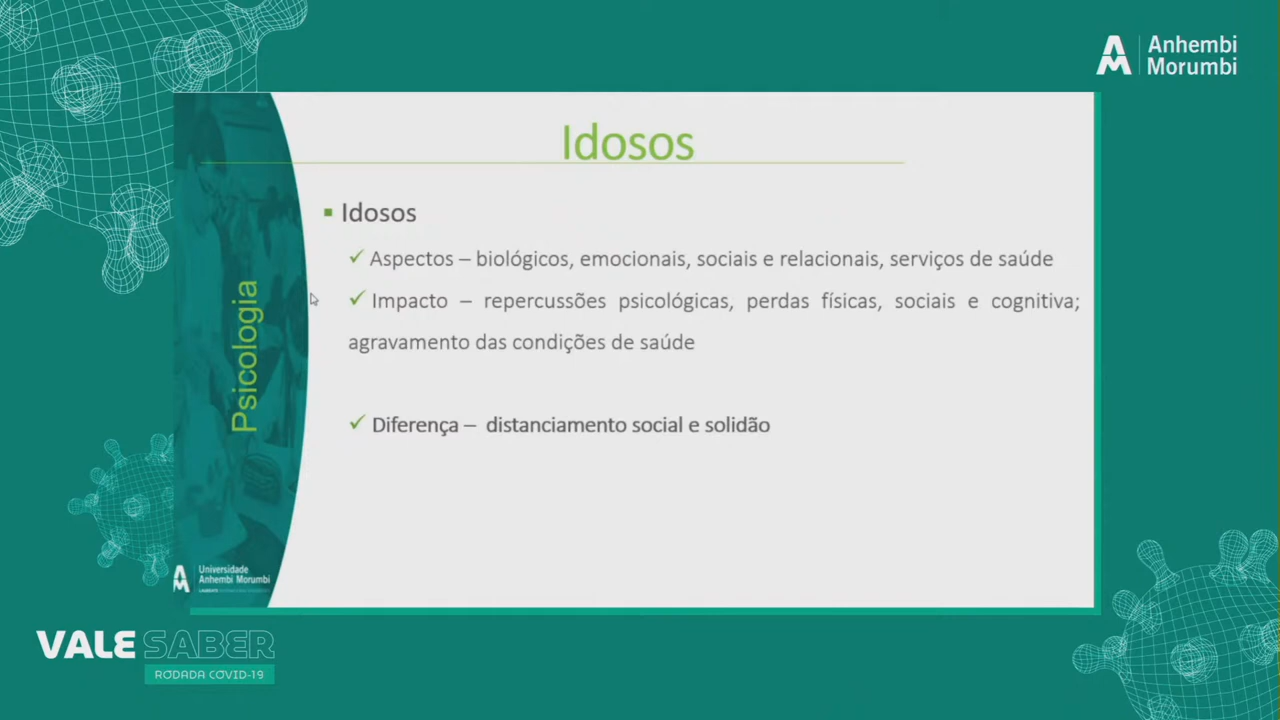 Anhembi
Morumbi
Idosos
Idosos
Aspectos – biológicos, emocionais, sociais e relacionais, serviços de saúde
Impacto – repercussões psicológicas, perdas físicas, sociais e cognitiva;
agravamento das condições de saúde
Diferença – distanciamento social e solidão
Psicologia
Universidade
Anhembi Morumbi
VALE SABER
RODADA COVID-19